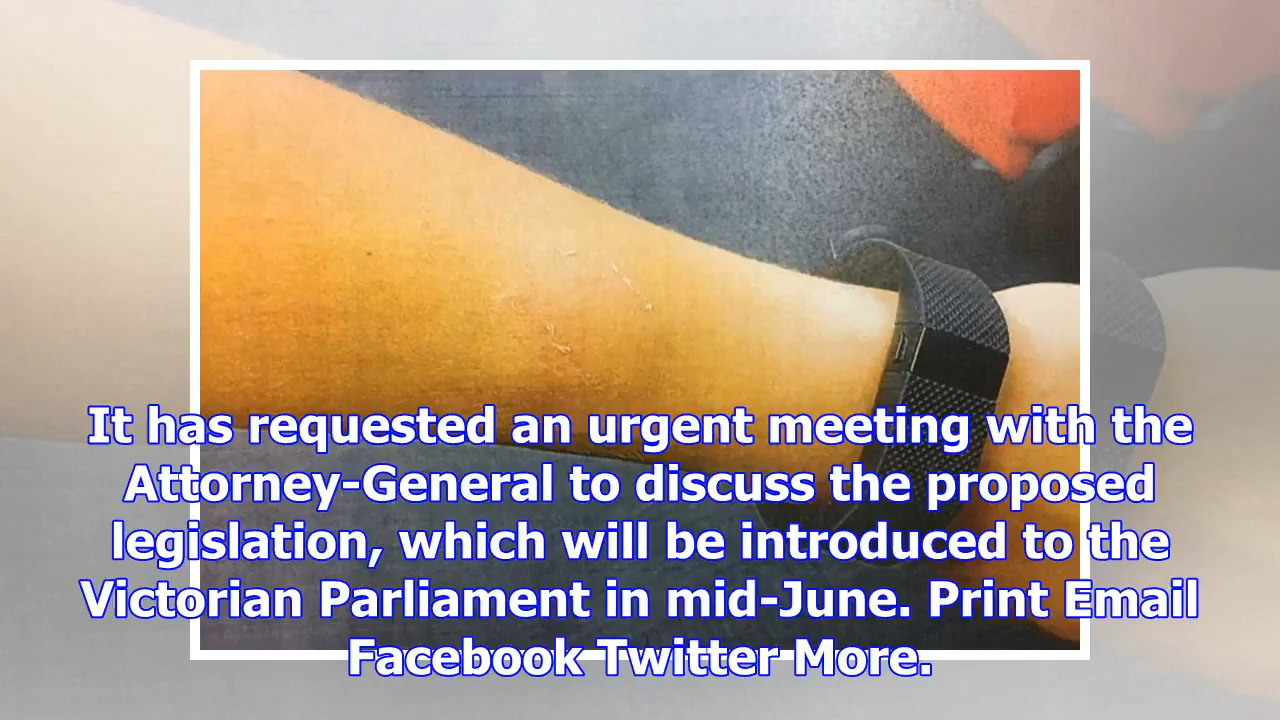 It has requested an urgent meeting with the
Attorney-General to discuss the proposed
legislation, which will be introduced to the
Victorian Parliament in mid-June. Print Email
Facebook Twitter More.